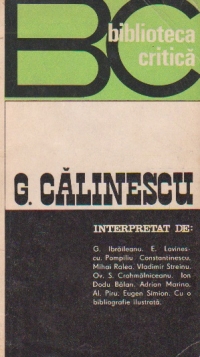 BC biblioteca
critică
G. CĂLINESCU
INTERPRETAT DE:
G. Ibrăileanu. E. Lovines-
cu. Pompiliu Constantinescu,
Mihai Ralea. Vladimir Streinu.
Ov. S. Crohmălniceanu. Ion
Dodu Bălan. Adrian Marino.
Al. Piru. Eugen Simion. Cu o
bibliografie ilustrată.